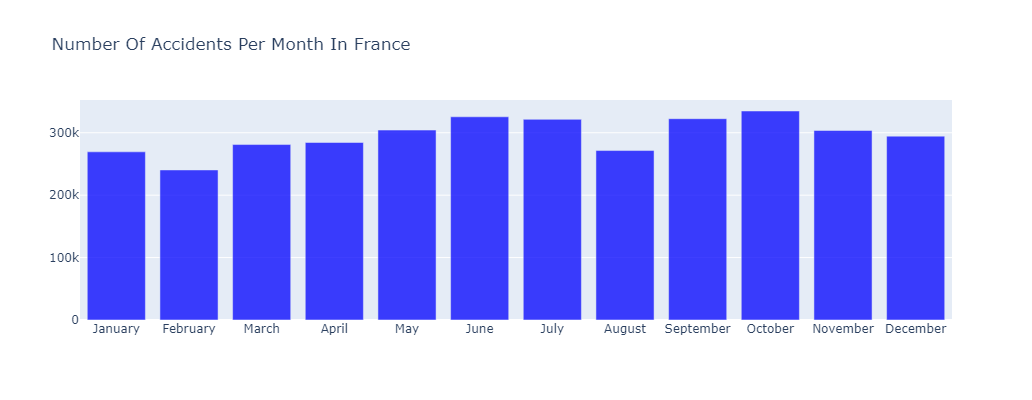 Number Of Accidents Per Month In France
300k
200k
100k
0
January February March April May June July August September October November December